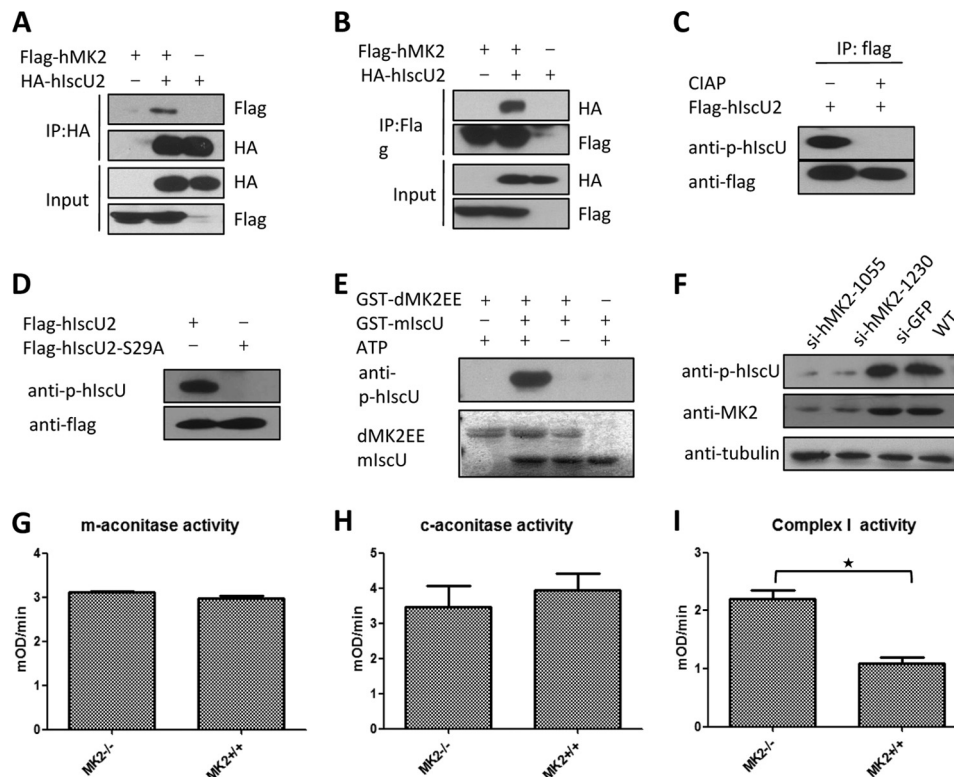 A
Flag-hMK2 + + –
HA-hIscU2 – + +
IP:HA
Flag
HA
Input
HA
Flag
B
Flag-hMK2 + + –
HA-hIscU2 – + +
IP:Fla
g
HA
Flag
Input
HA
Flag
C
IP: flag
CIAP – +
Flag-hIscU2 + +
anti-p-hIscU
anti-flag
D
Flag-hIscU2 + –
Flag-hIscU2-S29A – +
anti-p-hIscU
anti-flag
E
GST-dMK2EE + + + –
GST-mIscU – + + +
ATP + + – +
anti-
p-hIscU
dMK2EE
mIscU
F
si-hMK2-1055
si-hMK2-1230
si-GFP
WT
anti-p-hIscU
anti-MK2
anti-tubulin
G
m-aconitase activity
mOD/min
4
3
2
1
0
MK2-/-
MK2+/+
H
c-aconitase activity
mOD/min
5
4
3
2
1
0
MK2-/-
MK2+/+
I
Complex I activity
★
mOD/min
2
1
0
MK2-/-
MK2+/+